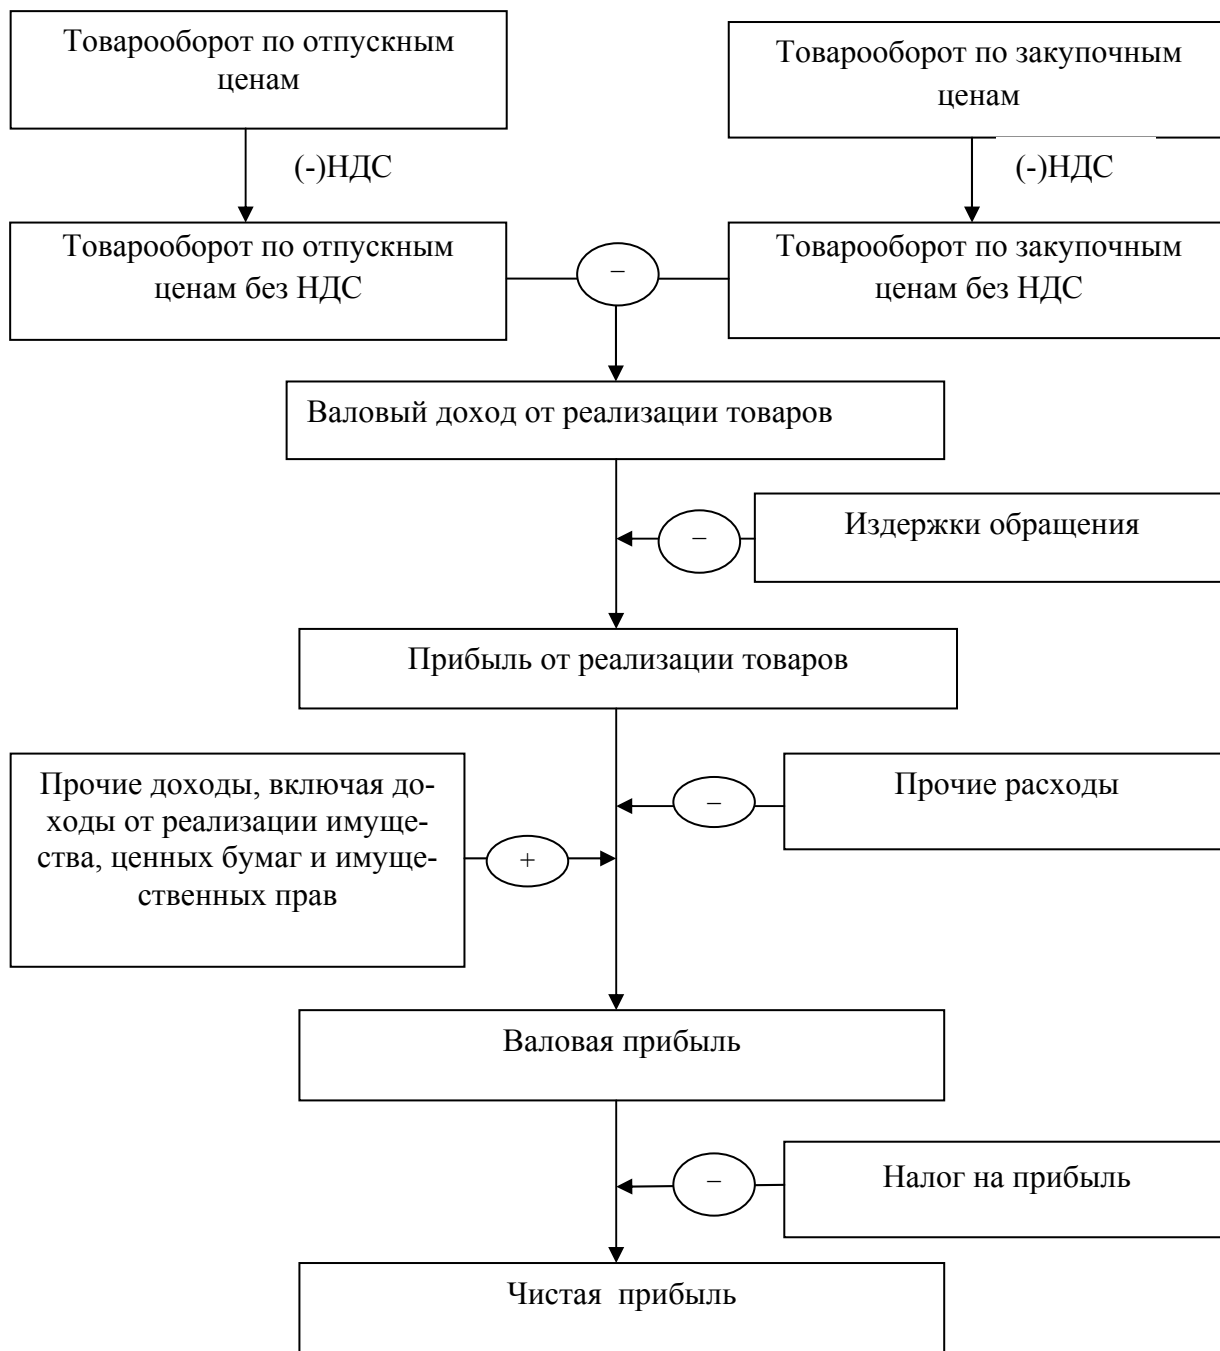 Товарооборот по отпускным
ценам
Товарооборот по закупочным
ценам
(-)НДС
(-)НДС
Товарооборот по отпускным
ценам без НДС
–
Товарооборот по закупочным
ценам без НДС
Валовый доход от реализации товаров
Издержки обращения
–
Прибыль от реализации товаров
Прочие доходы, включая до-
ходы от реализации имуще-
ства, ценных бумаг и имуще-
ственных прав
+
–
Прочие расходы
Валовая прибыль
–
Налог на прибыль
Чистая прибыль